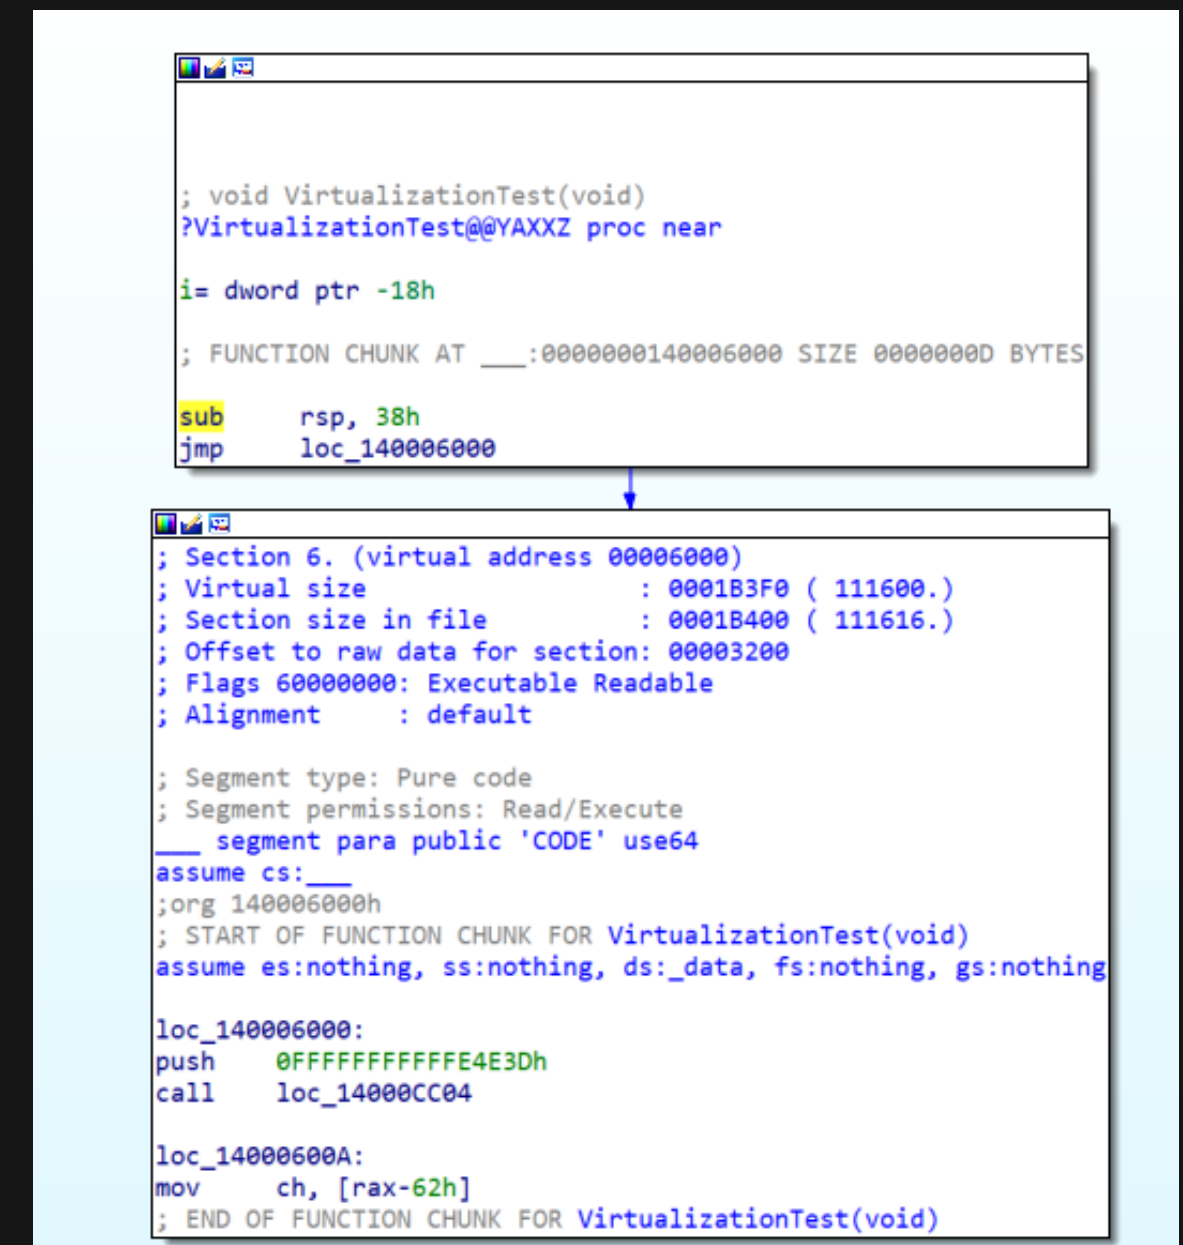 ; void VirtualizationTest(void)
?VirtualizationTest@@YAXXZ proc near
i= dword ptr -18h
; FUNCTION CHUNK AT ___:0000000140006000 SIZE 0000000D BYTES
sub rsp, 38h
jmp loc_140006000
; Section 6. (virtual address 00006000)
; Virtual size : 0001B3F0 ( 111600.)
; Section size in file : 0001B400 ( 111616.)
; Offset to raw data for section: 00003200
; Flags 60000000: Executable Readable
; Alignment : default
; Segment type: Pure code
; Segment permissions: Read/Execute
___ segment para public 'CODE' use64
assume cs:___
;org 140006000h
; START OF FUNCTION CHUNK FOR VirtualizationTest(void)
assume es:nothing, ss:nothing, ds:_data, fs:nothing, gs:nothing
loc_140006000:
push 0FFFFFFFFFFFE4E3Dh
call loc_14000CC04
loc_14000600A:
mov ch, [rax-62h]
; END OF FUNCTION CHUNK FOR VirtualizationTest(void)